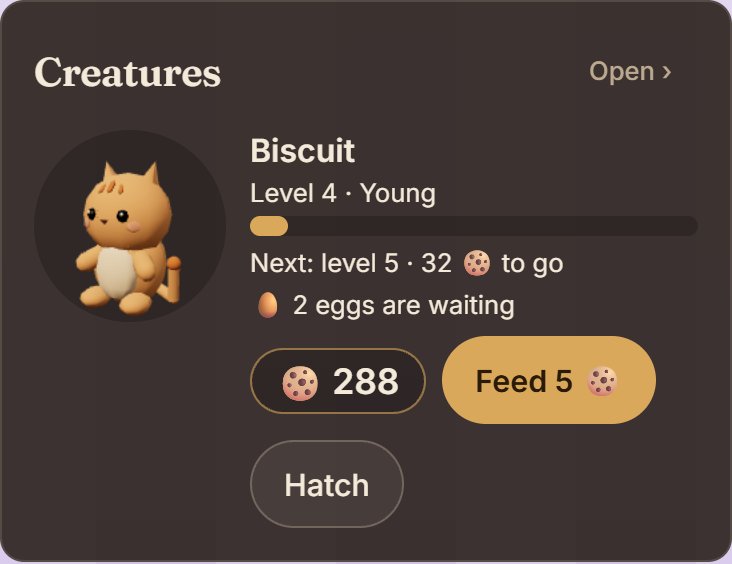 Creatures
Open ›
Biscuit
Level 4 · Young
Next: level 5 · 32 🍪 to go
🥚 2 eggs are waiting
🍪 288
Feed 5 🍪
Hatch